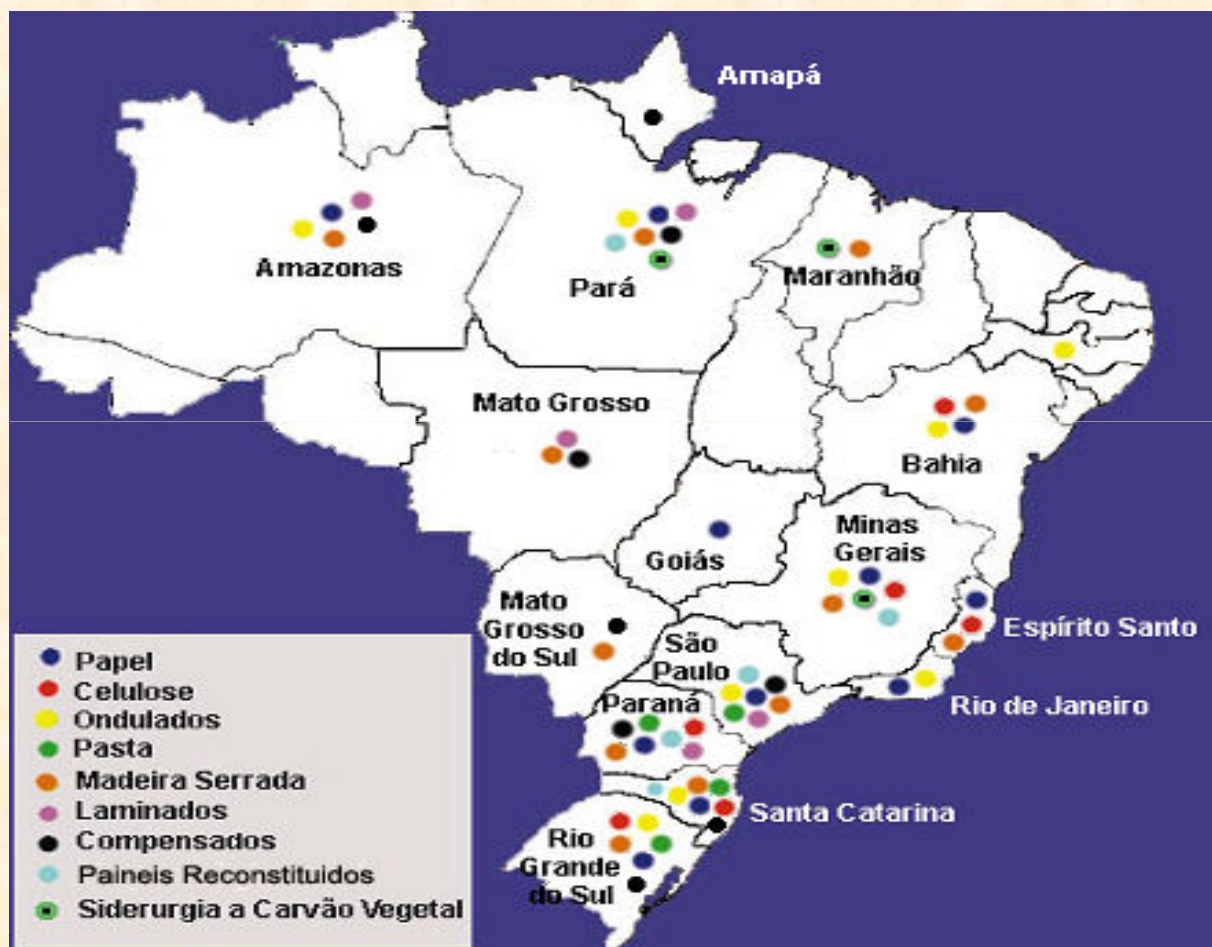 Amapá
Amazonas
Pará
Maranhão
Mato Grosso
Bahia
Goiás
Minas
Gerais
Mato
Grosso
do Sul
São
Paulo
Espírito Santo
Rio de Janeiro
Paraná
Santa Catarina
Rio
Grande
do Sul
Papel
Celulose
Ondulados
Pasta
Madeira Serrada
Laminados
Compensados
Paineis Reconstituidos
Siderurgia a Carvão Vegetal